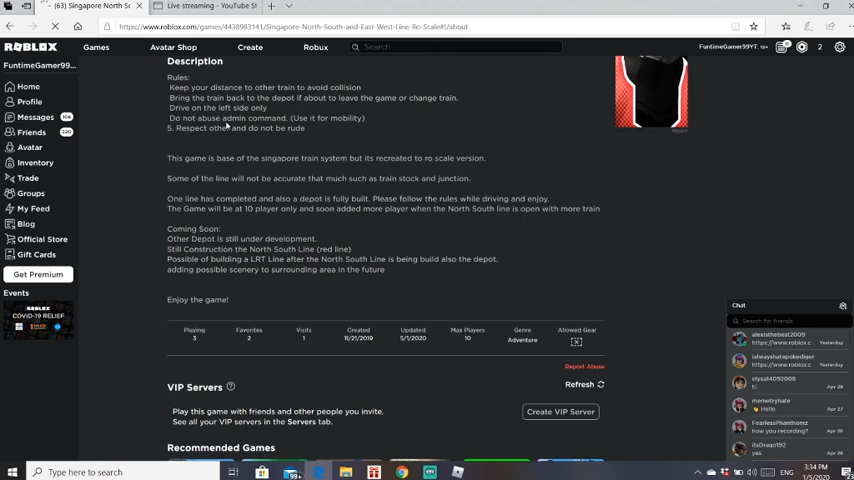 (63) Singapore North So
Live streaming - YouTube St
https://www.roblox.com/games/4438983141/Singapore-North-South-and-East-West-Line-Ro-Scale#!/about
ROBLOX
Games
Avatar Shop
Create
Robux
Search
FuntimeGamer99YT: 13+
2
FuntimeGamer99...
Home
Profile
Messages
Friends
220
Avatar
Inventory
Trade
Groups
My Feed
Blog
Official Store
Gift Cards
Get Premium
Events
ROBLOX
COVID-19 RELIEF
Description
Rules:
Keep your distance to other train to avoid collision
Bring the train back to the depot if about to leave the game or change train.
Drive on the left side only
Do not abuse admin command. (Use it for mobility)
5. Respect other and do not be rude
This game is base of the singapore train system but its recreated to ro scale version.
Some of the line will not be accurate that much such as train stock and junction.
One line has completed and also a depot is fully built. Please follow the rules while driving and enjoy.
The Game will be at 10 player only and soon added more player when the North South line is open with more train
Coming Soon:
Other Depot is still under development.
Still Construction the North South Line (red line)
Possible of building a LRT Line after the North South Line is being build also the depot.
adding possible scenery to surrounding area in the future
Enjoy the game!
Playing
3
Favorites
2
Visits
1
Created
11/21/2019
Updated
5/1/2020
Max Players
10
Genre
Adventure
Allowed Gear
Report Abuse
VIP Servers
Refresh
Play this game with friends and other people you invite.
See all your VIP servers in the Servers tab.
Create VIP Server
Recommended Games
Chat
Search for friends
alexisthebest2009
https://www.roblox.c
Yesterday
ialwayshatepokediger
https://www.roblox.c
Yesterday
elysa14092008
hi
Apr 28
memetryhate
Hello
Apr 27
FearlessPhanthomz
how you recording?
Apr 26
itsDrago192
yes
Type here to search
99+
ENG
3:34 PM
1/5/2020